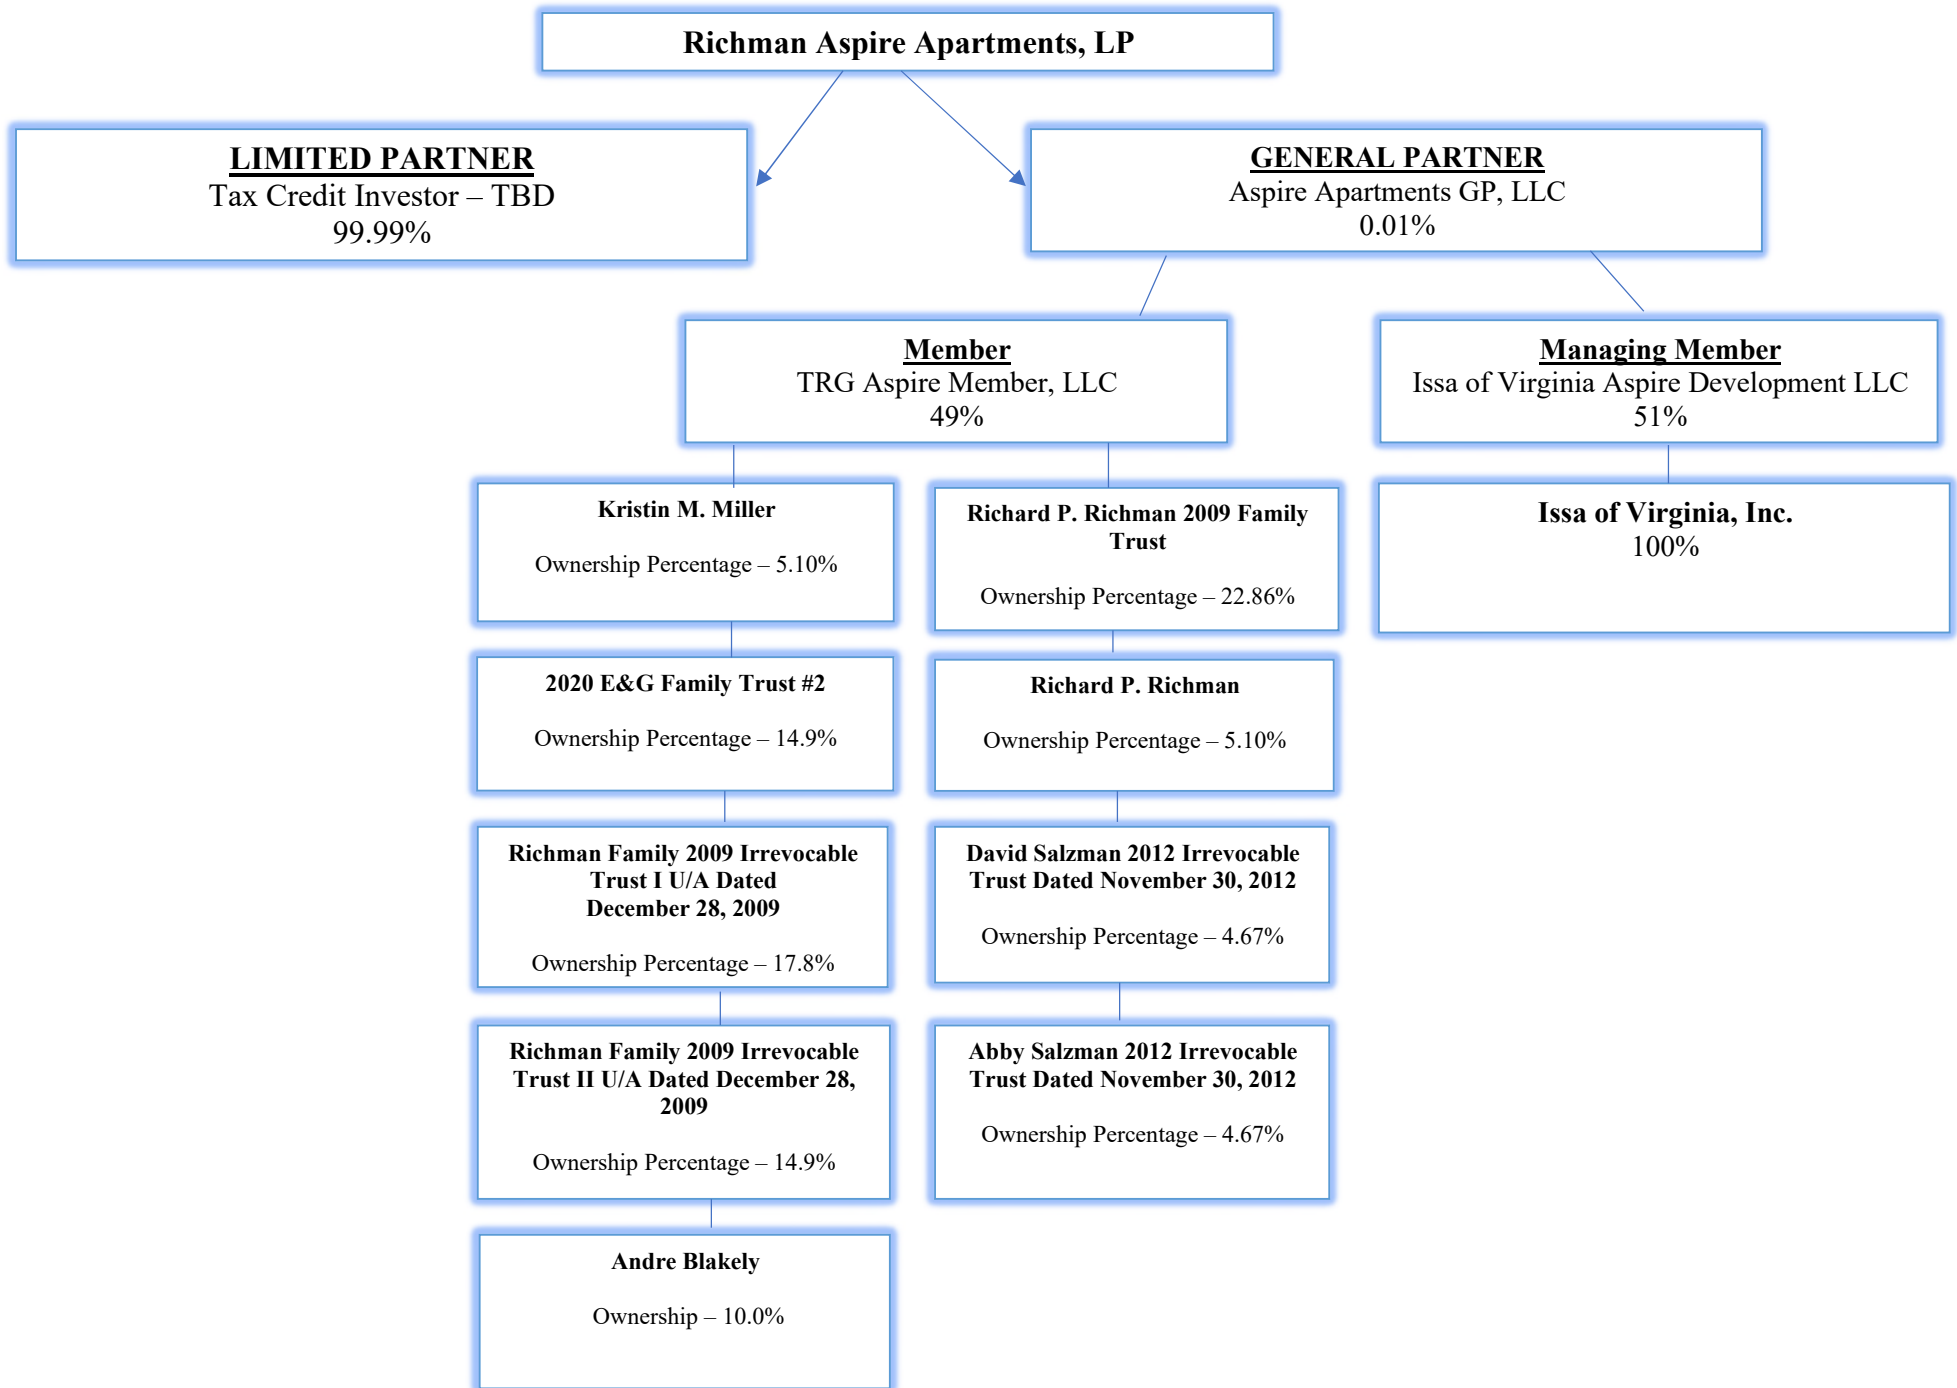 Richman Aspire Apartments, LP
LIMITED PARTNER
Tax Credit Investor – TBD
99.99%
GENERAL PARTNER
Aspire Apartments GP, LLC
0.01%
Member
TRG Aspire Member, LLC
49%
Managing Member
Issa of Virginia Aspire Development LLC
51%
Kristin M. Miller
Ownership Percentage – 5.10%
Richard P. Richman 2009 Family
Trust
Ownership Percentage – 22.86%
Issa of Virginia, Inc.
100%
2020 E&G Family Trust #2
Ownership Percentage – 14.9%
Richard P. Richman
Ownership Percentage – 5.10%
Richman Family 2009 Irrevocable
Trust I U/A Dated
December 28, 2009
Ownership Percentage – 17.8%
David Salzman 2012 Irrevocable
Trust Dated November 30, 2012
Ownership Percentage – 4.67%
Richman Family 2009 Irrevocable
Trust II U/A Dated December 28,
2009
Ownership Percentage – 14.9%
Abby Salzman 2012 Irrevocable
Trust Dated November 30, 2012
Ownership Percentage – 4.67%
Andre Blakely
Ownership – 10.0%